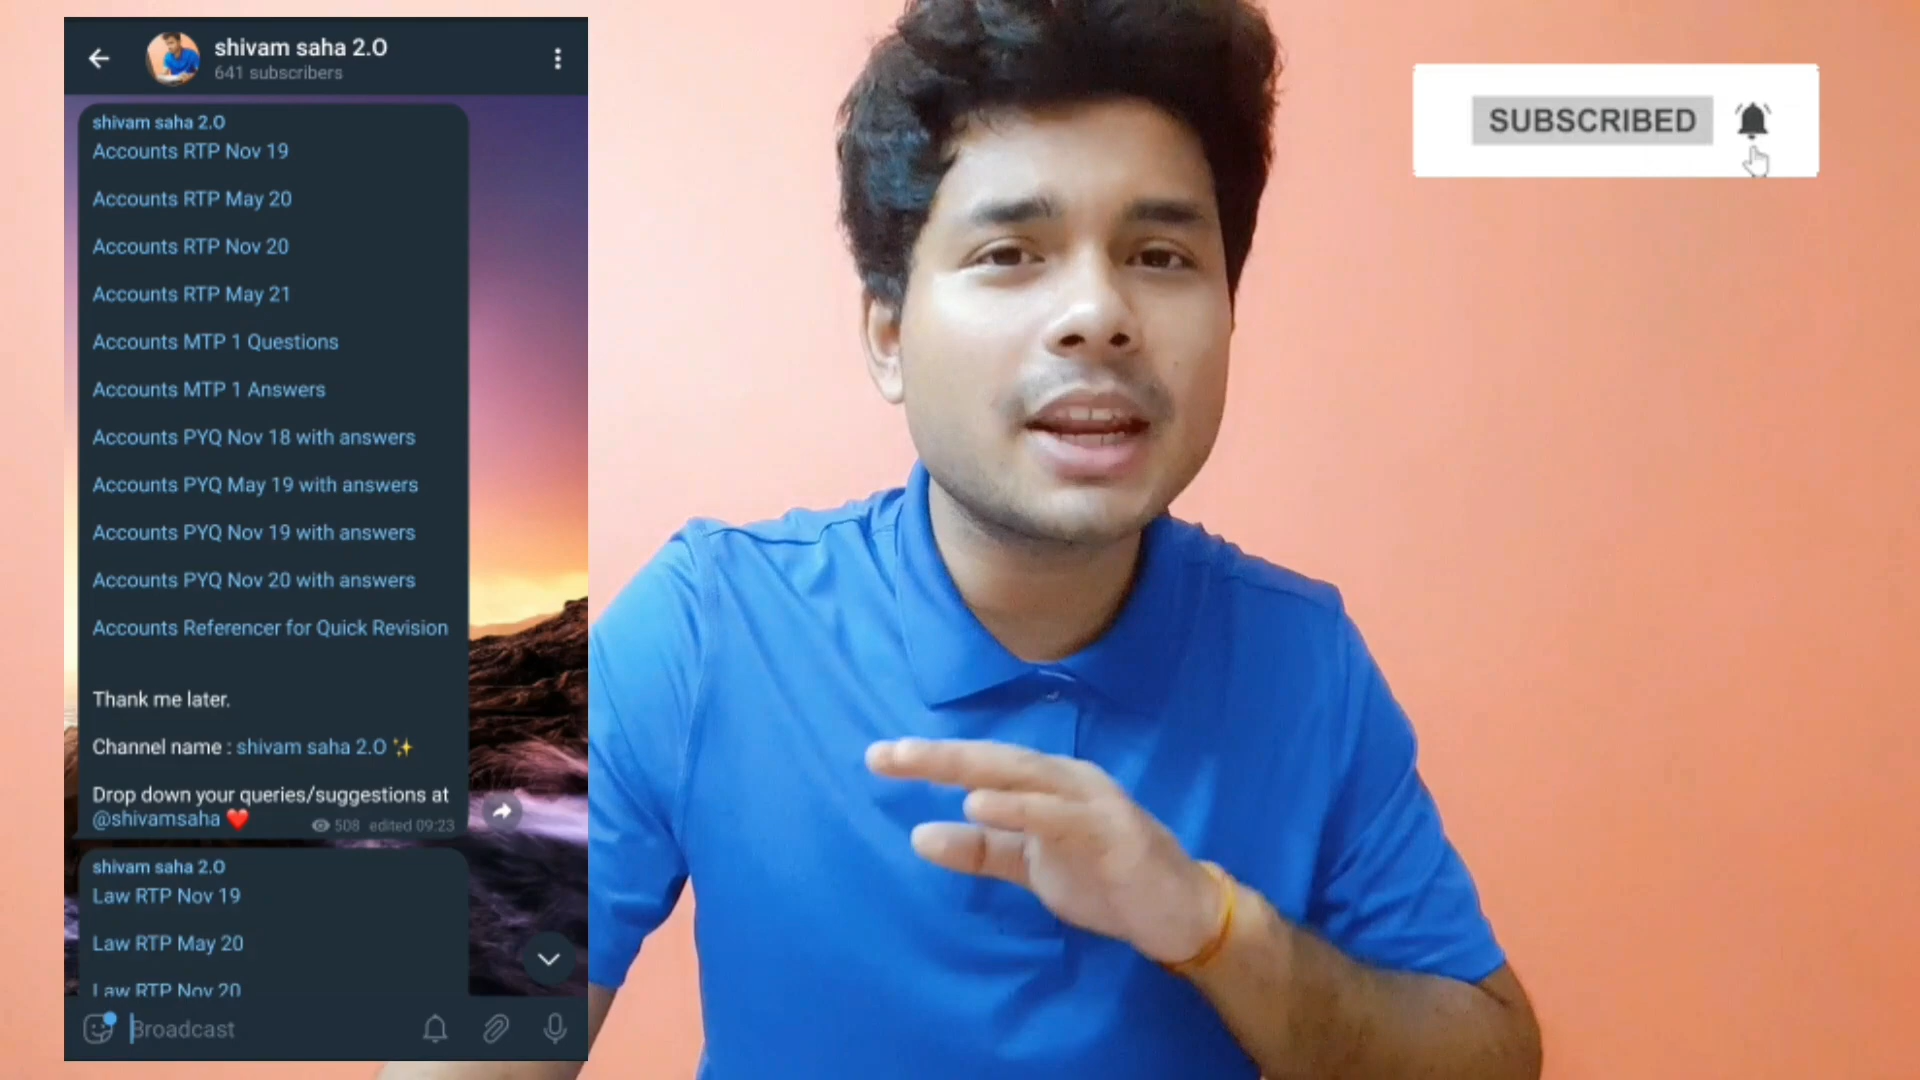 shivam saha 2.O
641 subscribers
shivam saha 2.O
Accounts RTP Nov 19
Accounts RTP May 20
Accounts RTP Nov 20
Accounts RTP May 21
Accounts MTP 1 Questions
Accounts MTP 1 Answers
Accounts PYQ Nov 18 with answers
Accounts PYQ May 19 with answers
Accounts PYQ Nov 19 with answers
Accounts PYQ Nov 20 with answers
Accounts Referencer for Quick Revision
Thank me later.
Channel name : shivam saha 2.O ✨
Drop down your queries/suggestions at
@shivamsaha ❤️
508 edited 09:23
shivam saha 2.O
Law RTP Nov 19
Law RTP May 20
Law RTP Nov 20
Broadcast
SUBSCRIBED